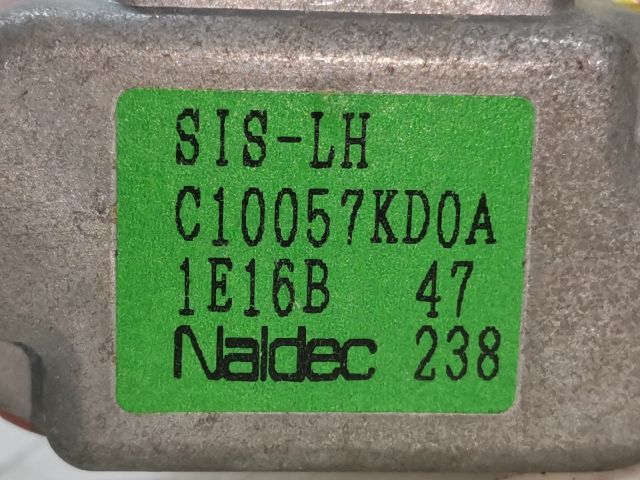 SIS-LH
C10057KD0A
1E16B 47
Naldec 238